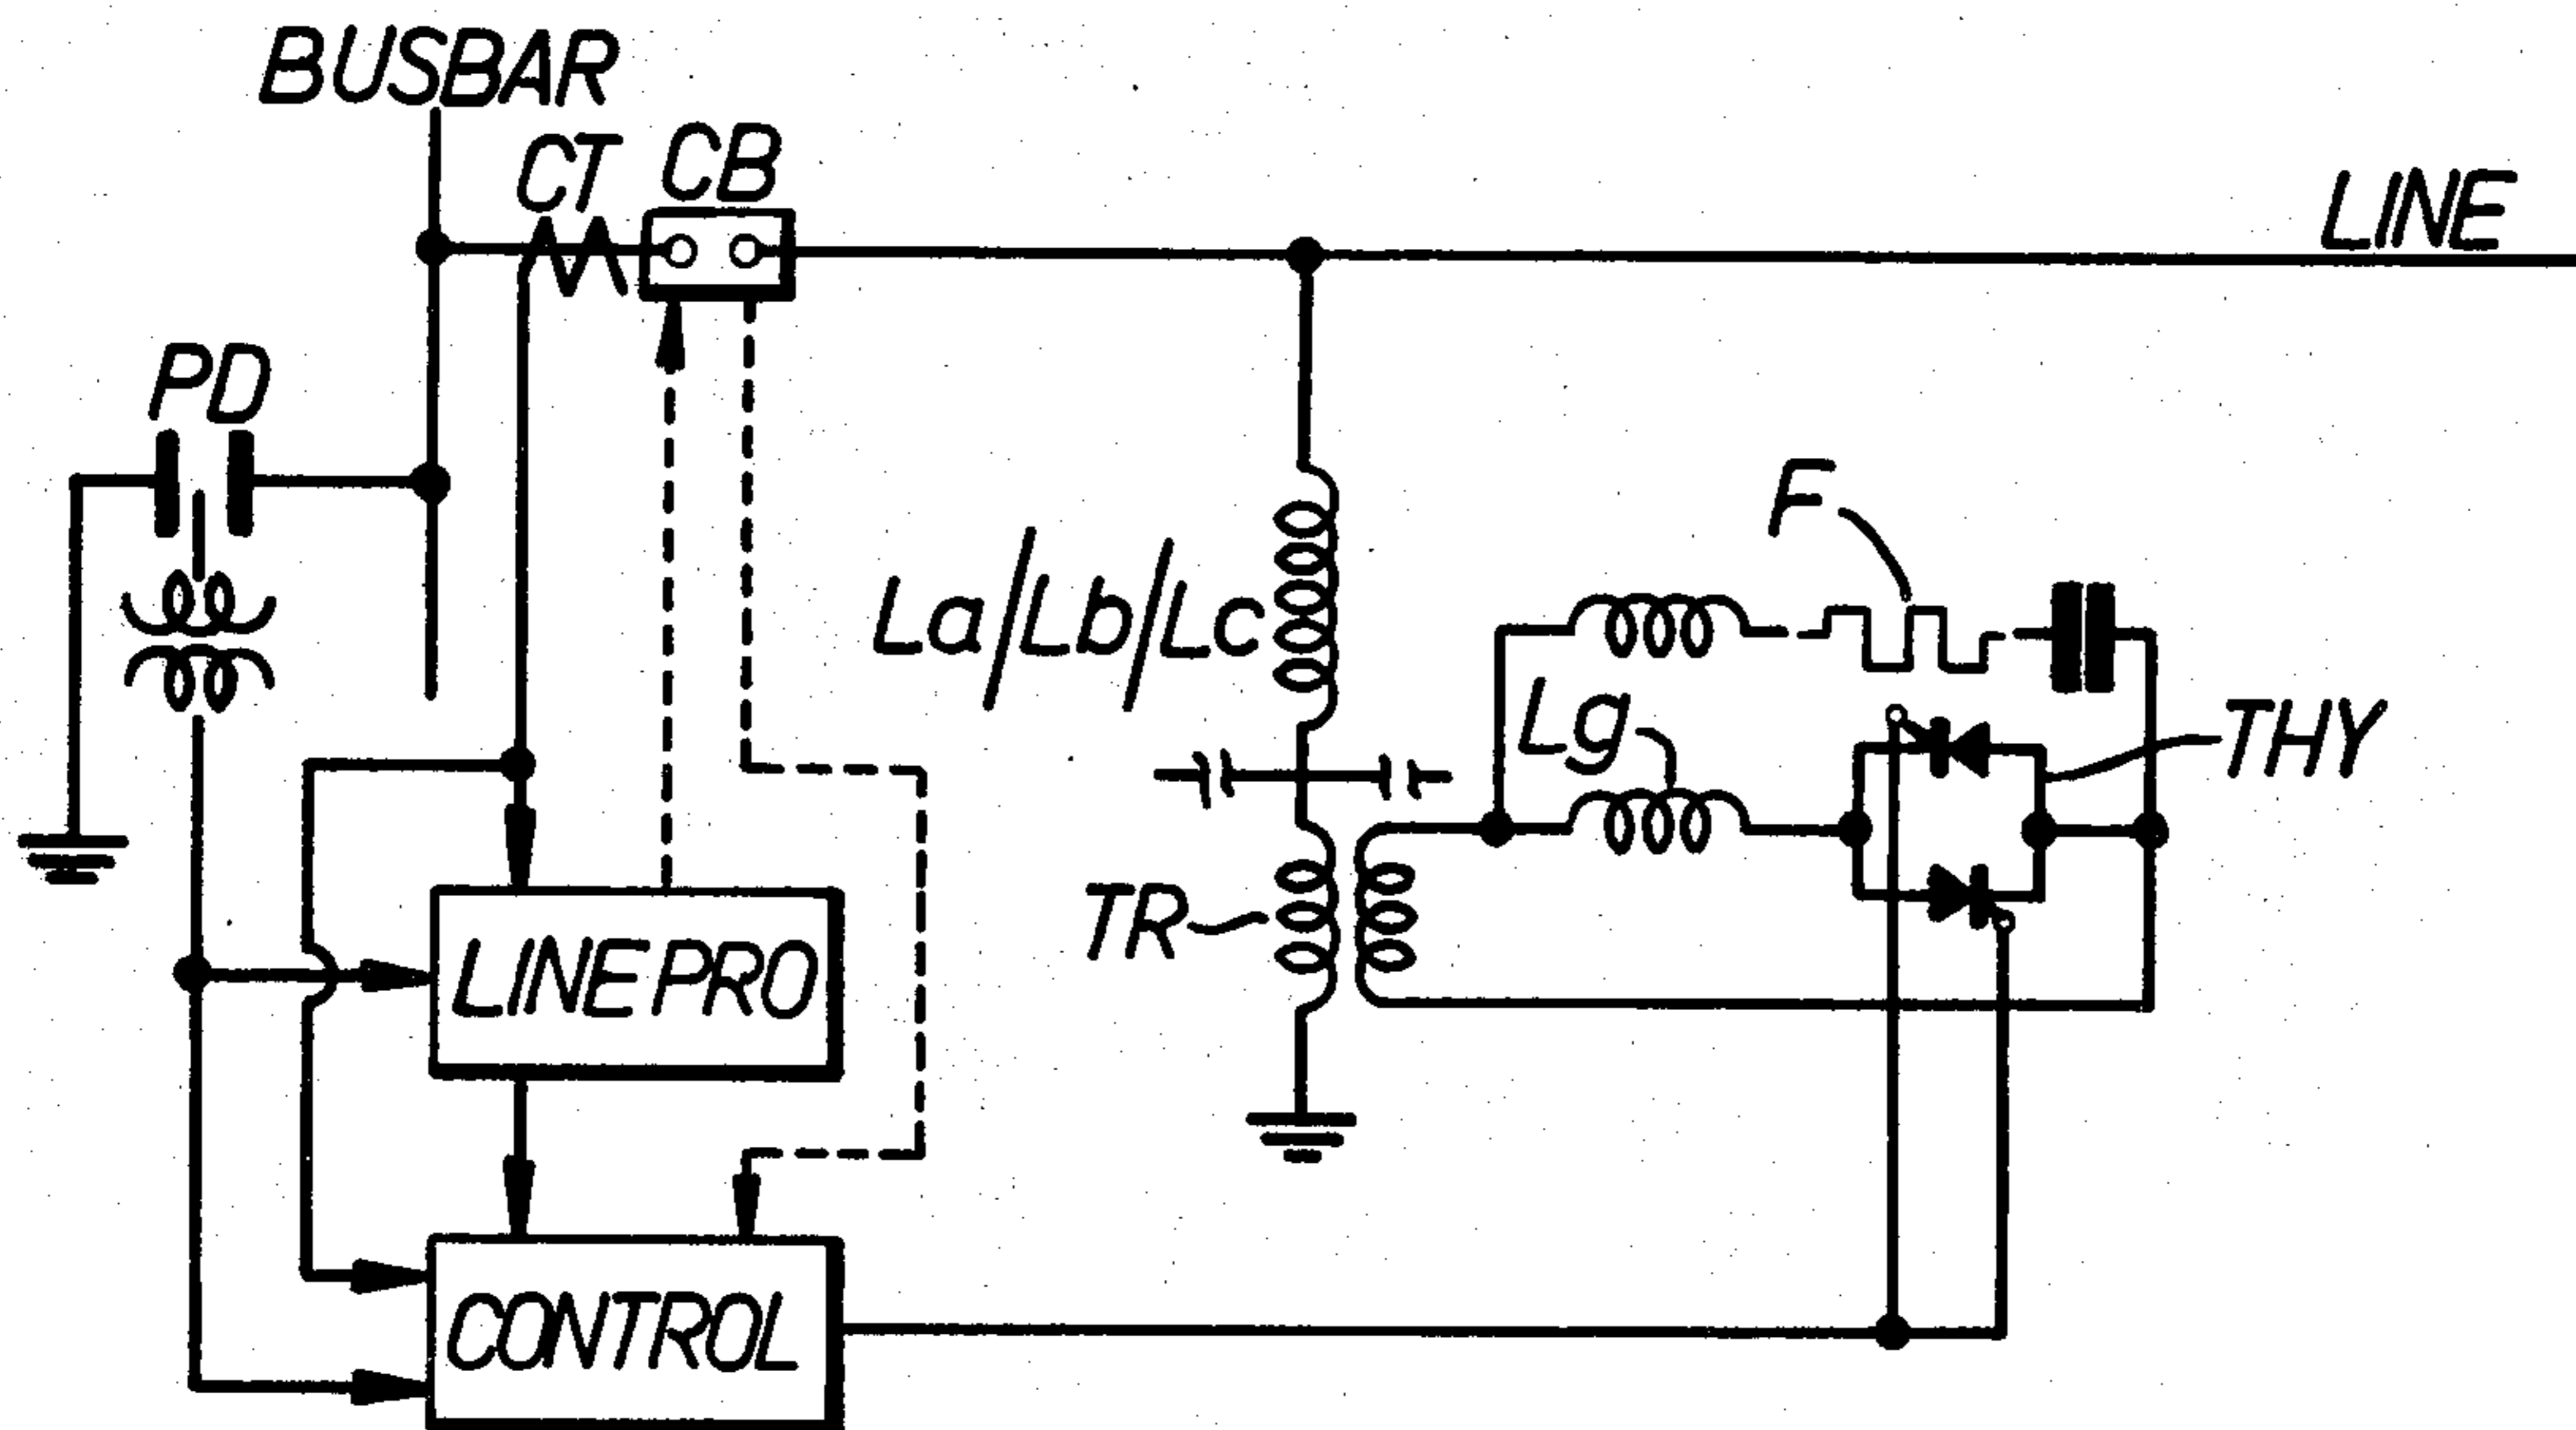 BUSBAR
CT
CB
LINE
PD
F
La/Lb/Lc
Lg
THY
TR
LINE PRO
CONTROL